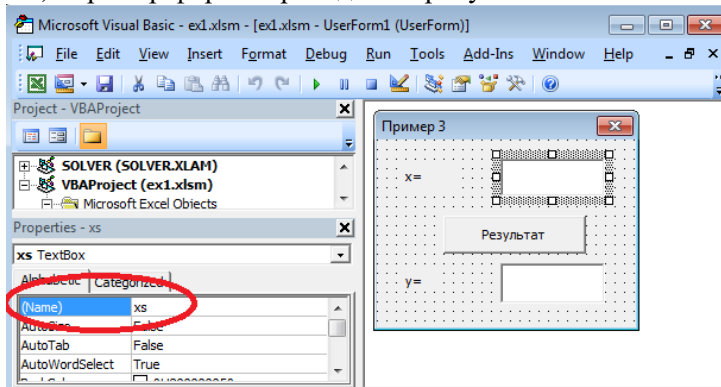 Microsoft Visual Basic - ex1.xlsm - [ex1.xlsm - UserForm1 (UserForm)]
File Edit View Insert Format Debug Run Tools Add-Ins Window Help
Project - VBAProject
SOLVER (SOLVER.XLAM)
VBAProject (ex1.xlsm)
Microsoft Excel Objects
Properties - xs
xs TextBox
Alphabetic Categorized
(Name) xs
AutoSize False
AutoTab False
AutoWordSelect True
Пример 3
x=
Результат
y=